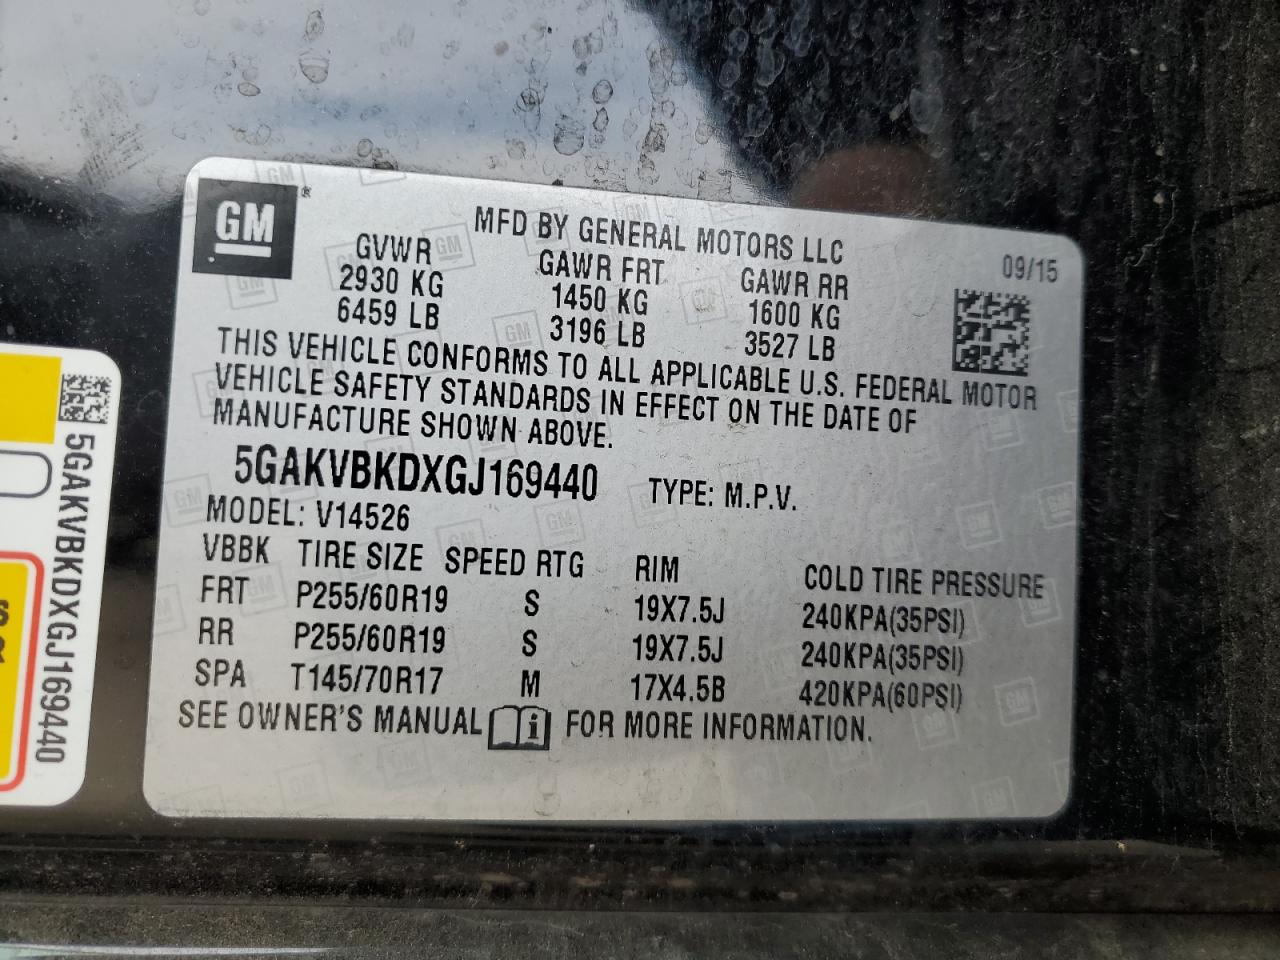 GM®
MFD BY GENERAL MOTORS LLC
09/15
GVWR GAWR FRT GAWR RR
2930 KG 1450 KG 1600 KG
6459 LB 3196 LB 3527 LB
THIS VEHICLE CONFORMS TO ALL APPLICABLE U.S. FEDERAL MOTOR
VEHICLE SAFETY STANDARDS IN EFFECT ON THE DATE OF
MANUFACTURE SHOWN ABOVE.
5GAKVBKDXGJ169440 TYPE: M.P.V.
MODEL: V14526
VBBK TIRE SIZE SPEED RTG RIM COLD TIRE PRESSURE
FRT P255/60R19 S 19X7.5J 240KPA(35PSI)
RR P255/60R19 S 19X7.5J 240KPA(35PSI)
SPA T145/70R17 M 17X4.5B 420KPA(60PSI)
SEE OWNER'S MANUAL i FOR MORE INFORMATION.
5GAKVBKDXGJ169440